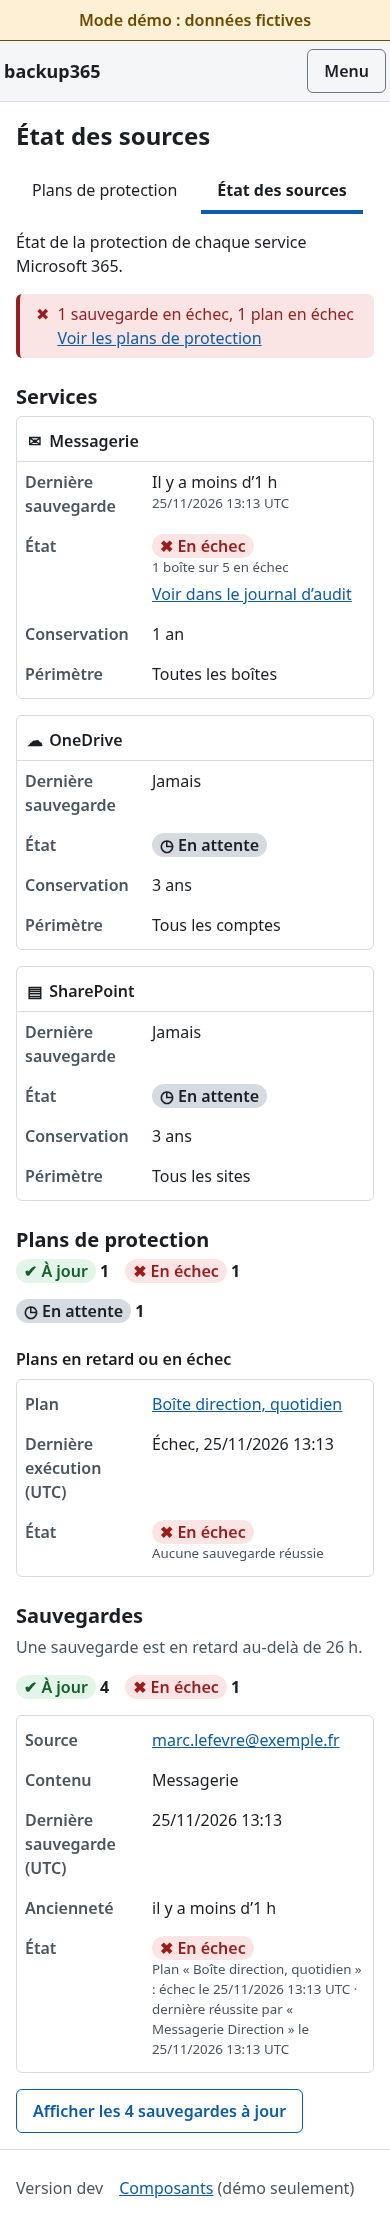 Mode démo : données fictives
backup365
Menu
État des sources
Plans de protection
État des sources
État de la protection de chaque service
Microsoft 365.
✖ 1 sauvegarde en échec, 1 plan en échec
Voir les plans de protection
Services
✉ Messagerie
Dernière
sauvegarde
Il y a moins d’1 h
25/11/2026 13:13 UTC
État
✖ En échec
1 boîte sur 5 en échec
Voir dans le journal d’audit
Conservation
1 an
Périmètre
Toutes les boîtes
☁ OneDrive
Dernière
sauvegarde
Jamais
État
◷ En attente
Conservation
3 ans
Périmètre
Tous les comptes
▤ SharePoint
Dernière
sauvegarde
Jamais
État
◷ En attente
Conservation
3 ans
Périmètre
Tous les sites
Plans de protection
✔ À jour 1 ✖ En échec 1
◷ En attente 1
Plans en retard ou en échec
Plan
Boîte direction, quotidien
Dernière
exécution
(UTC)
Échec, 25/11/2026 13:13
État
✖ En échec
Aucune sauvegarde réussie
Sauvegardes
Une sauvegarde est en retard au-delà de 26 h.
✔ À jour 4 ✖ En échec 1
Source
marc.lefevre@exemple.fr
Contenu
Messagerie
Dernière
sauvegarde
(UTC)
25/11/2026 13:13
Ancienneté
il y a moins d’1 h
État
✖ En échec
Plan « Boîte direction, quotidien »
: échec le 25/11/2026 13:13 UTC ·
dernière réussite par «
Messagerie Direction » le
25/11/2026 13:13 UTC
Afficher les 4 sauvegardes à jour
Version dev Composants (démo seulement)